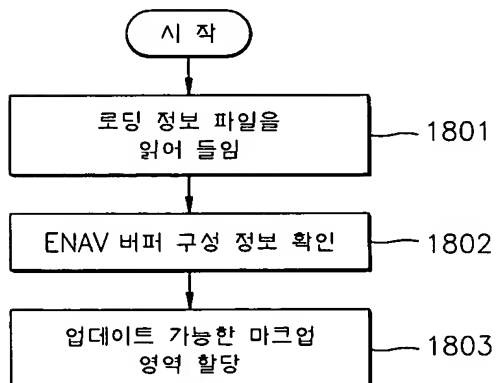 시 작
로딩 정보 파일을
읽어 들임
1801
ENAV 버퍼 구성 정보 확인
1802
업데이트 가능한 마크업
영역 할당
1803